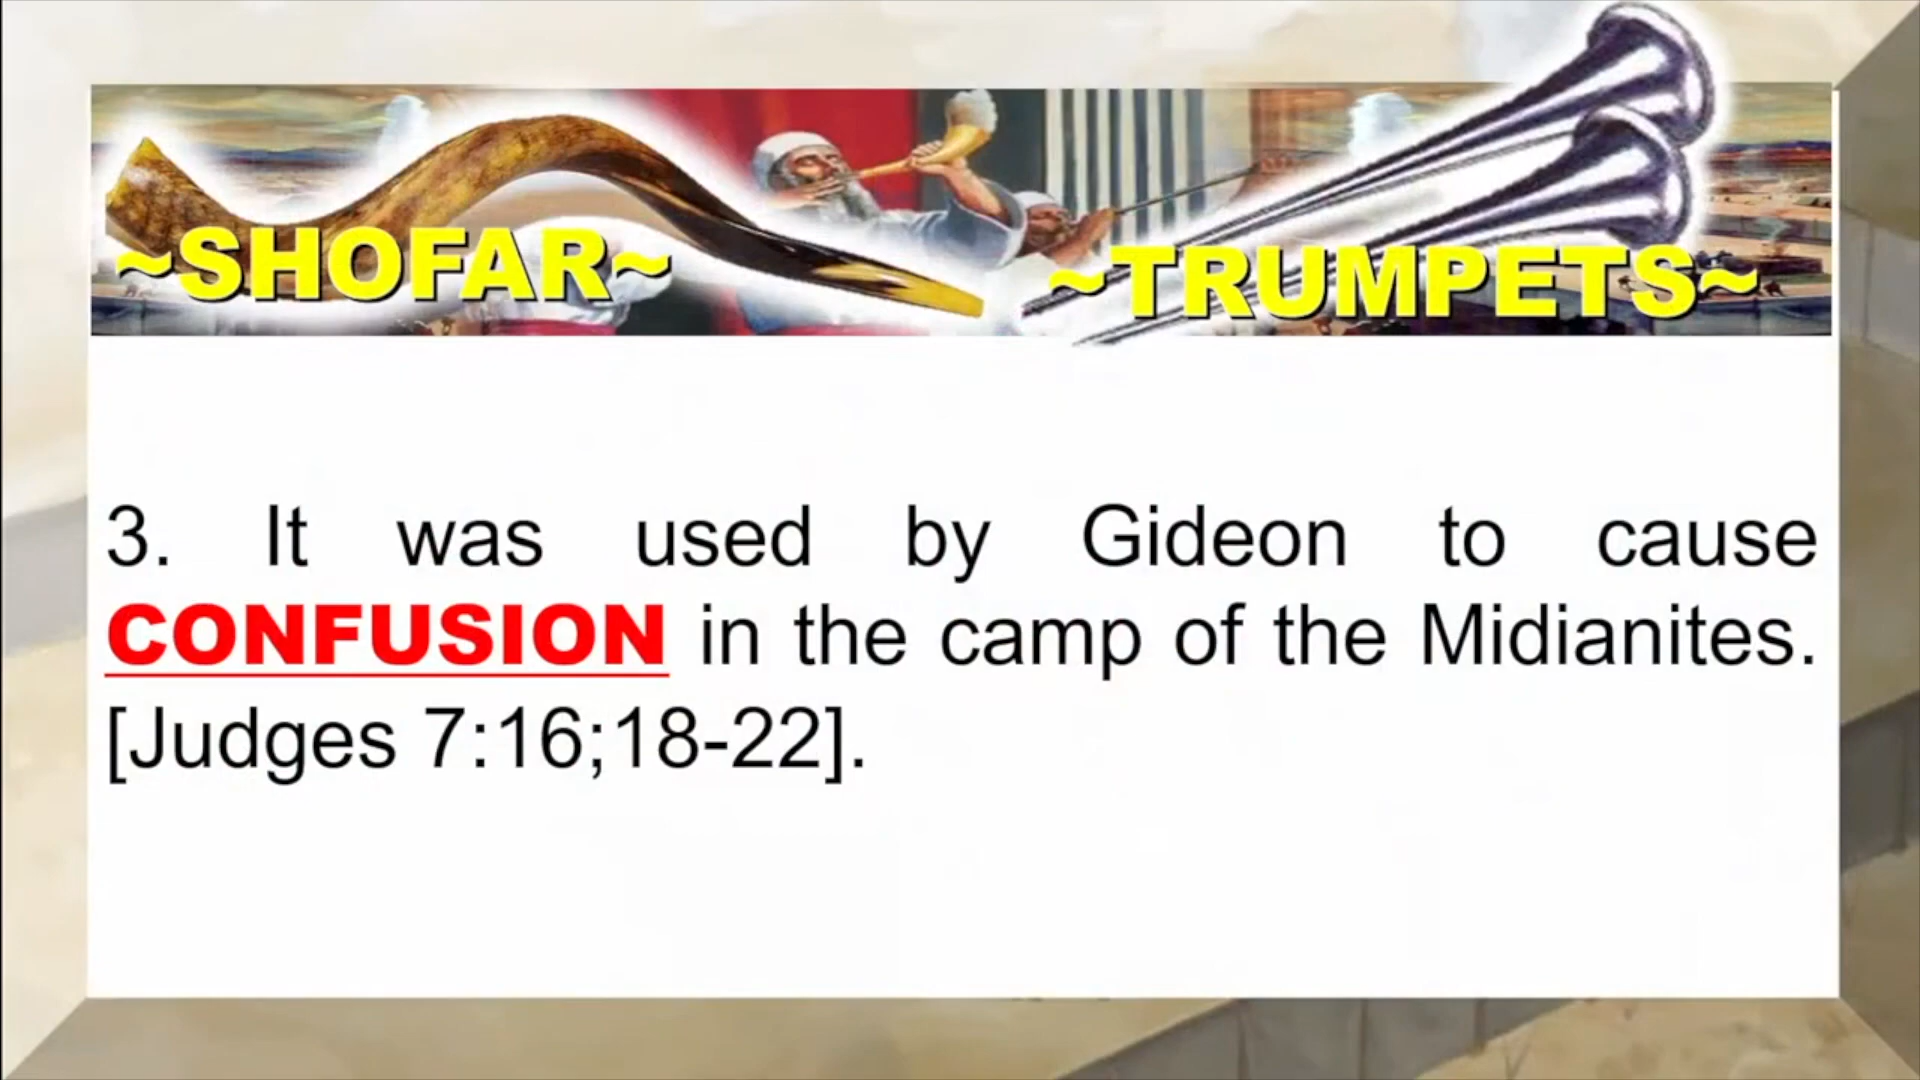 ~SHOFAR~
~TRUMPETS~
3. It was used by Gideon to cause
CONFUSION in the camp of the Midianites.
[Judges 7:16;18-22].